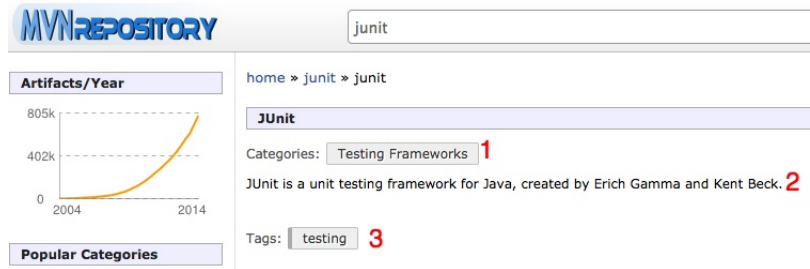 MVNREPOSITORY
junit
Artifacts/Year
805k
402k
0
2004 2014
Popular Categories
home » junit » junit
JUnit
Categories: Testing Frameworks 1
JUnit is a unit testing framework for Java, created by Erich Gamma and Kent Beck. 2
Tags: testing 3